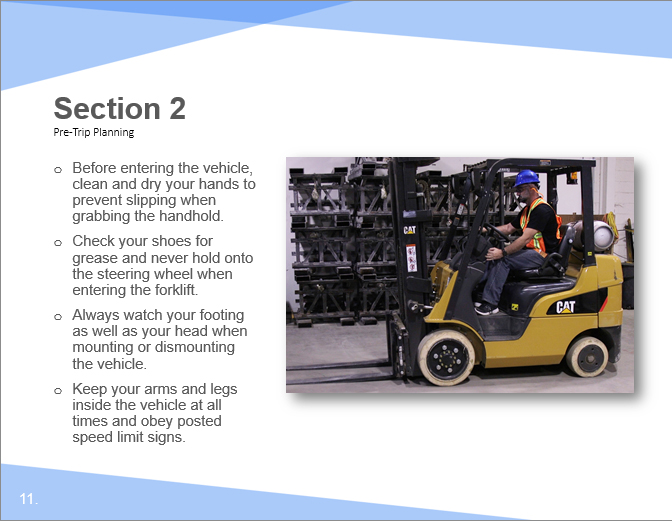 Section 2
Pre-Trip Planning
o Before entering the vehicle,
clean and dry your hands to
prevent slipping when
grabbing the handhold.
o Check your shoes for
grease and never hold onto
the steering wheel when
entering the forklift.
o Always watch your footing
as well as your head when
mounting or dismounting
the vehicle.
o Keep your arms and legs
inside the vehicle at all
times and obey posted
speed limit signs.
CAT
CAT
11.